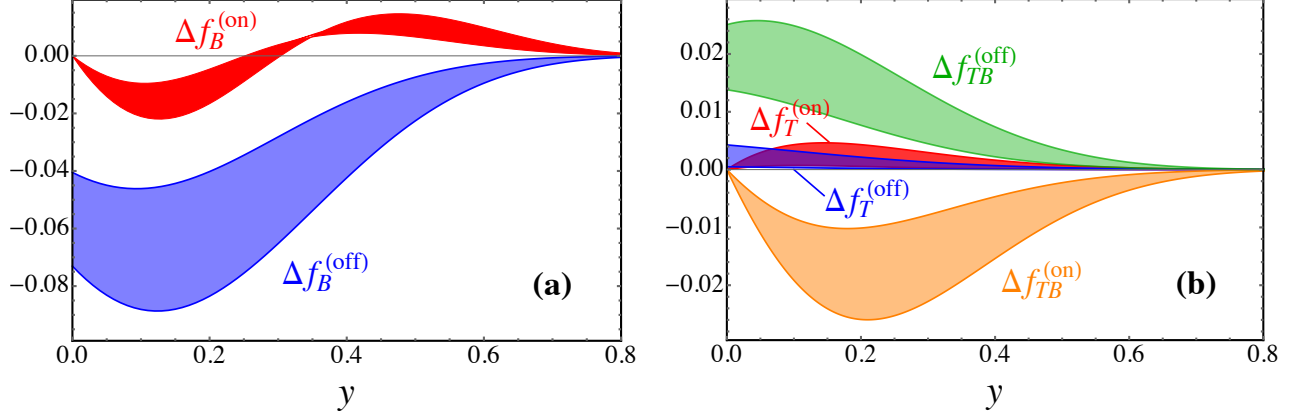 Δf_B^(on)
0.00
−0.02
−0.04
−0.06
−0.08
Δf_B^(off)
(a)
0.0 0.2 0.4 0.6 0.8
y
0.02
0.01
0.00
−0.01
−0.02
Δf_TB^(off)
Δf_T^(on)
Δf_T^(off)
Δf_TB^(on)
(b)
0.0 0.2 0.4 0.6 0.8
y